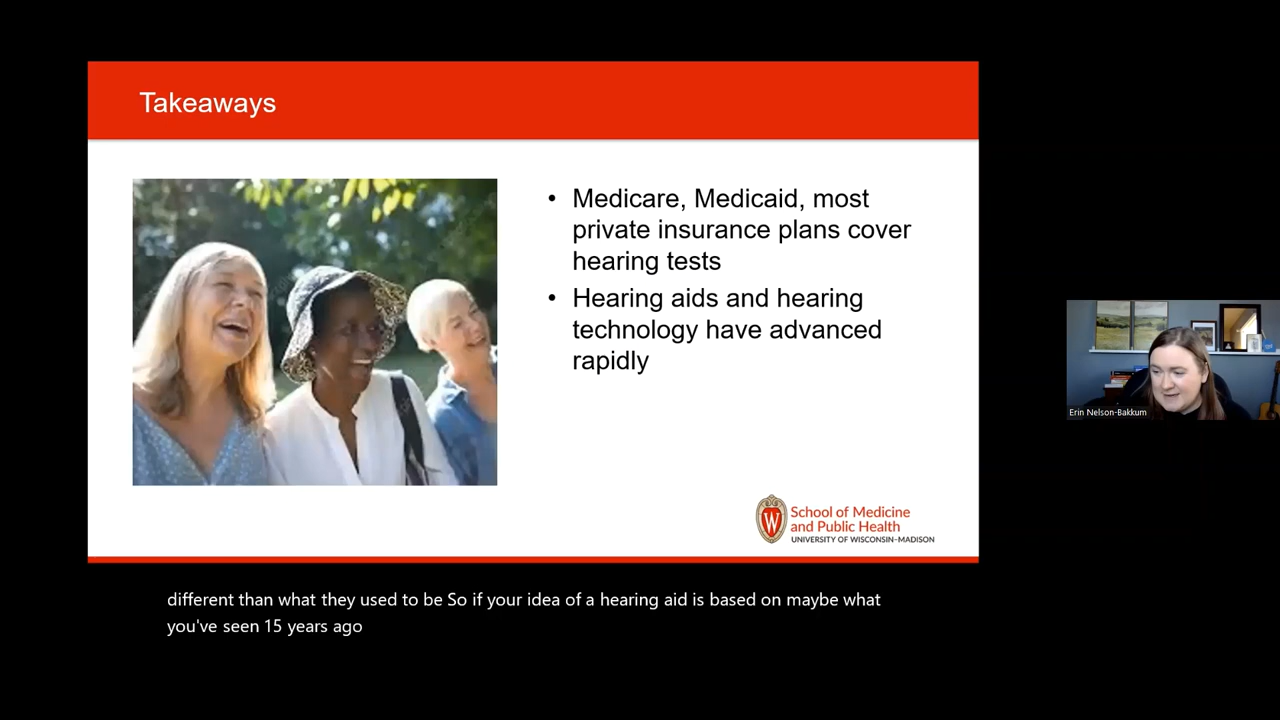 Takeaways
• Medicare, Medicaid, most
private insurance plans cover
hearing tests
• Hearing aids and hearing
technology have advanced
rapidly
W
School of Medicine
and Public Health
UNIVERSITY OF WISCONSIN–MADISON
Erin Nelson-Bakkum
different than what they used to be So if your idea of a hearing aid is based on maybe what
you've seen 15 years ago